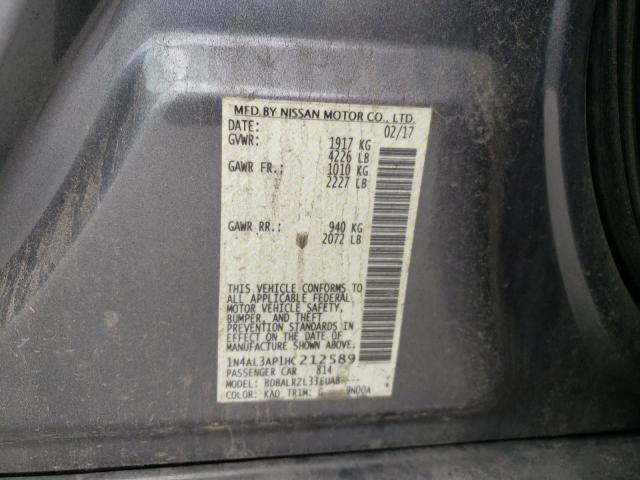 MFD.BY NISSAN MOTOR CO., LTD.
DATE: 02/17
GVWR: 1917 KG
4226 LB
GAWR FR.: 1010 KG
2227 LB
GAWR RR.: 940 KG
2072 LB
THIS VEHICLE CONFORMS TO
ALL APPLICABLE FEDERAL
MOTOR VEHICLE SAFETY,
BUMPER, AND THEFT
PREVENTION STANDARDS
IN EFFECT ON THE DATE OF
MANUFACTURE SHOWN ABOVE.
1N4AL3AP1HC212589
PASSENGER CAR 814
MODEL: BDBALRZL33EUAB---
COLOR: KAD TRIM: G 9N00A